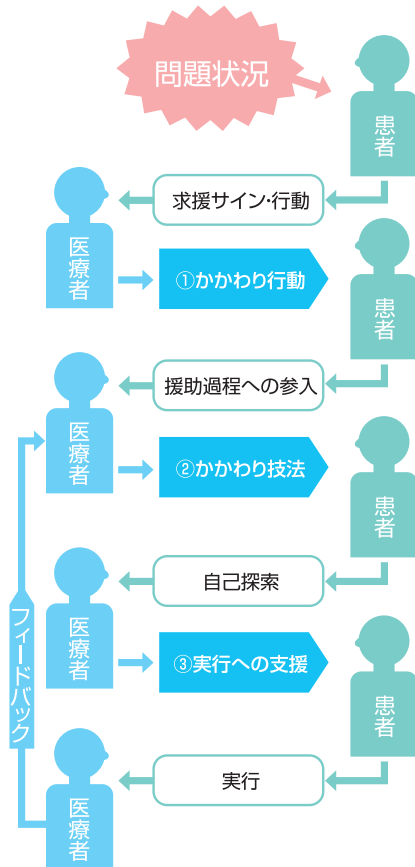 問題状況
患者
求援サイン・行動
医療者
①かかわり行動
患者
援助過程への参入
医療者
②かかわり技法
患者
自己探索
医療者
③実行への支援
患者
フィードバック
実行
医療者